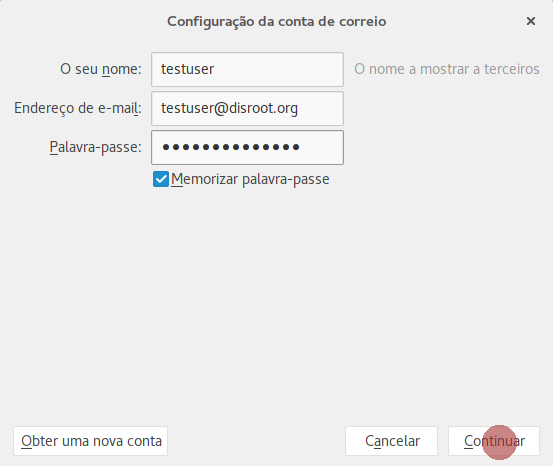 Configuração da conta de correio
O seu nome: testuser O nome a mostrar a terceiros
Endereço de e-mail: testuser@disroot.org
Palavra-passe: ●●●●●●●●●●●●●●
Memorizar palavra-passe
Obter uma nova conta Cancelar Continuar